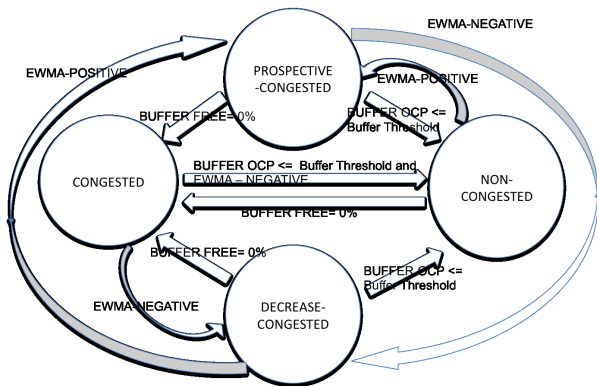 EWMA-NEGATIVE
EWMA-POSITIVE
PROSPECTIVE
-CONGESTED
EWMA-POSITIVE
BUFFER FREE= 0%
BUFFER OCP <=
Buffer Threshold
BUFFER OCP <= Buffer Threshold and
EWMA – NEGATIVE
CONGESTED
NON-
CONGESTED
BUFFER FREE= 0%
BUFFER FREE= 0%
BUFFER OCP <=
Buffer Threshold
EWMA-NEGATIVE
DECREASE-
CONGESTED